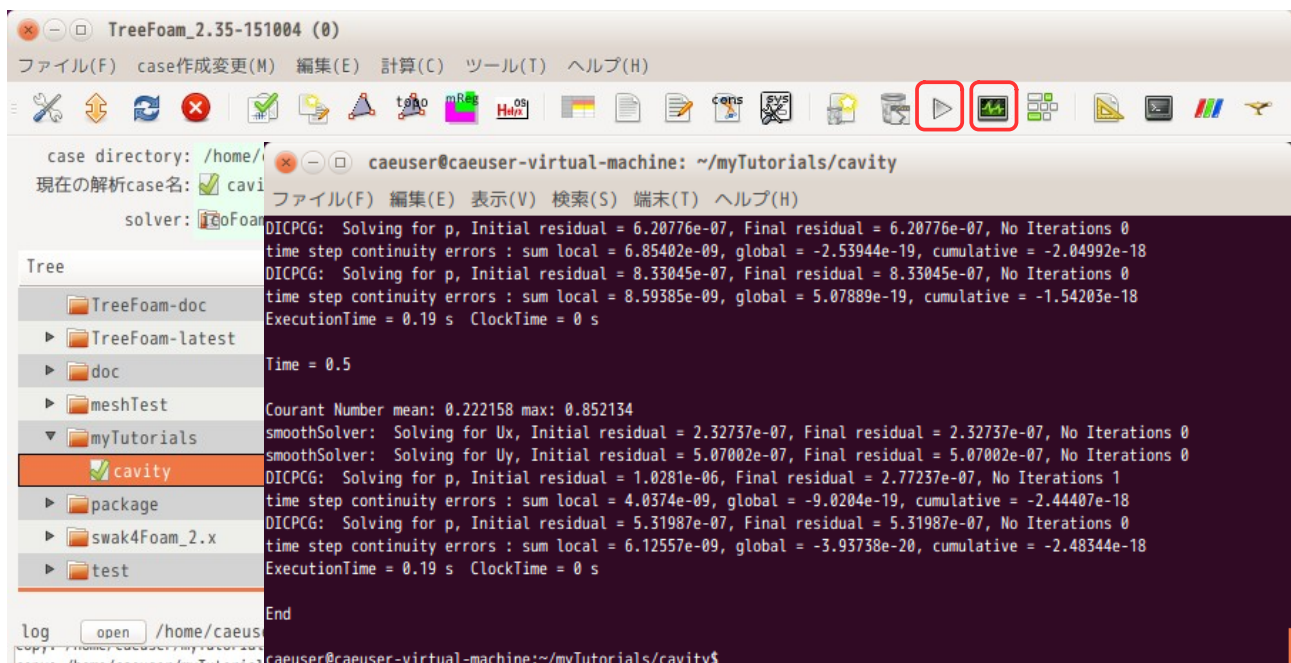 TreeFoam_2.35-151004 (0)
ファイル(F) case作成変更(M) 編集(E) 計算(C) ツール(T) ヘルプ(H)
topo mReg Helyx OS cons sys
case directory: /home/
現在の解析case名: cavi
solver: icoFoam
Tree
TreeFoam-doc
TreeFoam-latest
doc
meshTest
myTutorials
cavity
package
swak4Foam_2.x
test
log open /home/caeus
caeuser@caeuser-virtual-machine: ~/myTutorials/cavity
ファイル(F) 編集(E) 表示(V) 検索(S) 端末(T) ヘルプ(H)
DICPCG: Solving for p, Initial residual = 6.20776e-07, Final residual = 6.20776e-07, No Iterations 0
time step continuity errors : sum local = 6.85402e-09, global = -2.53944e-19, cumulative = -2.04992e-18
DICPCG: Solving for p, Initial residual = 8.33045e-07, Final residual = 8.33045e-07, No Iterations 0
time step continuity errors : sum local = 8.59385e-09, global = 5.07889e-19, cumulative = -1.54203e-18
ExecutionTime = 0.19 s ClockTime = 0 s
Time = 0.5
Courant Number mean: 0.222158 max: 0.852134
smoothSolver: Solving for Ux, Initial residual = 2.32737e-07, Final residual = 2.32737e-07, No Iterations 0
smoothSolver: Solving for Uy, Initial residual = 5.07002e-07, Final residual = 5.07002e-07, No Iterations 0
DICPCG: Solving for p, Initial residual = 1.0281e-06, Final residual = 2.77237e-07, No Iterations 1
time step continuity errors : sum local = 4.0374e-09, global = -9.0204e-19, cumulative = -2.44407e-18
DICPCG: Solving for p, Initial residual = 5.31987e-07, Final residual = 5.31987e-07, No Iterations 0
time step continuity errors : sum local = 6.12557e-09, global = -3.93738e-20, cumulative = -2.48344e-18
ExecutionTime = 0.19 s ClockTime = 0 s
End
caeuser@caeuser-virtual-machine:~/myTutorials/cavity$